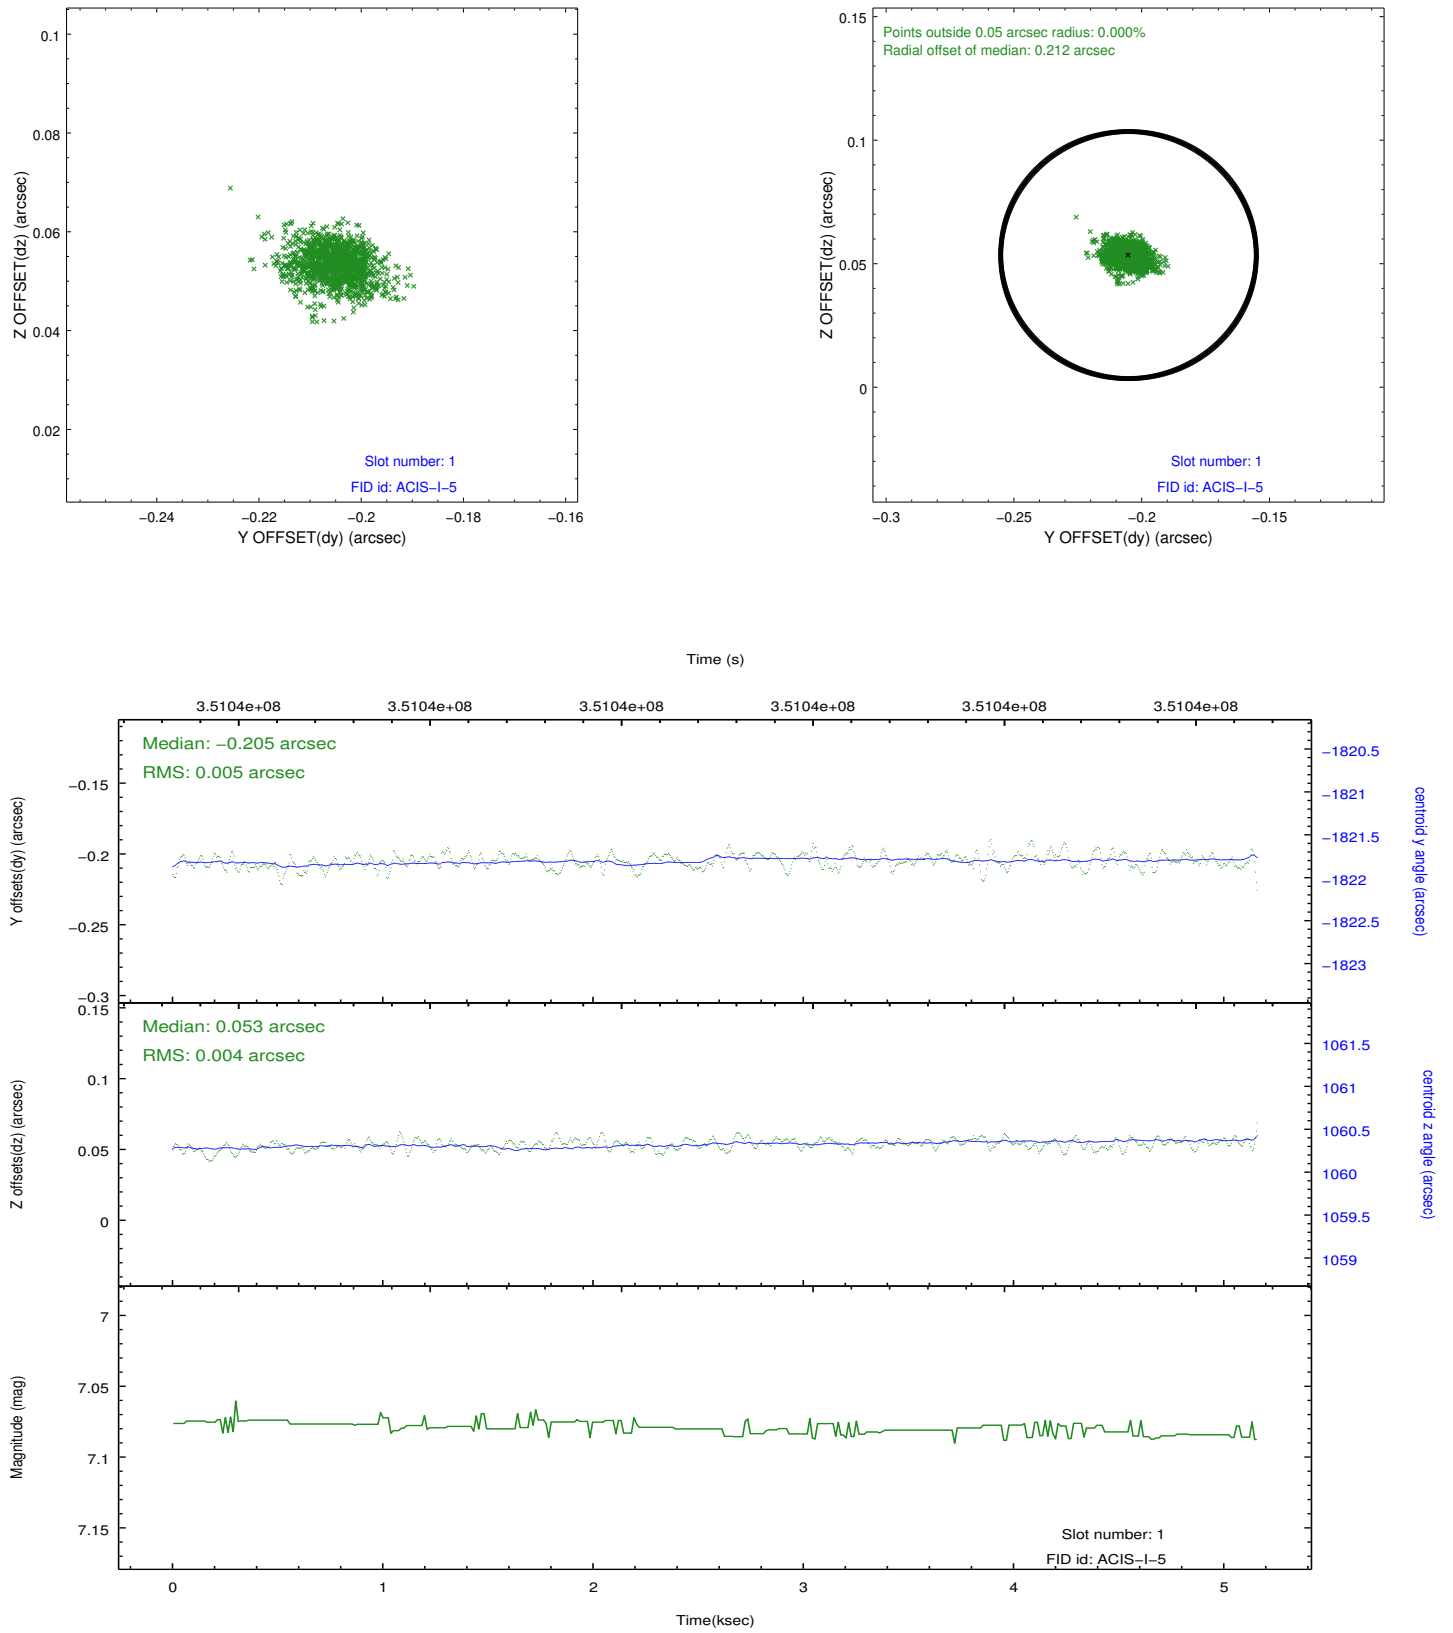 0.1
0.08
0.06
0.04
0.02
Z OFFSET(dz) (arcsec)
Slot number: 1
FID id: ACIS−I−5
−0.24 −0.22 −0.2 −0.18 −0.16
Y OFFSET(dy) (arcsec)
0.15
0.1
0.05
0
Z OFFSET(dz) (arcsec)
Points outside 0.05 arcsec radius: 0.000%
Radial offset of median: 0.212 arcsec
Slot number: 1
FID id: ACIS−I−5
−0.3 −0.25 −0.2 −0.15
Y OFFSET(dy) (arcsec)
Time (s)
3.5104e+08 3.5104e+08 3.5104e+08 3.5104e+08 3.5104e+08 3.5104e+08
Median: −0.205 arcsec
RMS: 0.005 arcsec
−0.15
−0.2
−0.25
−0.3
Y offsets(dy) (arcsec)
−1820.5
−1821
−1821.5
−1822
−1822.5
−1823
centroid y angle (arcsec)
Median: 0.053 arcsec
RMS: 0.004 arcsec
0.15
0.1
0.05
0
Z offsets(dz) (arcsec)
1061.5
1061
1060.5
1060
1059.5
1059
centroid z angle (arcsec)
7
7.05
7.1
7.15
Magnitude (mag)
Slot number: 1
FID id: ACIS−I−5
0 1 2 3 4 5
Time(ksec)